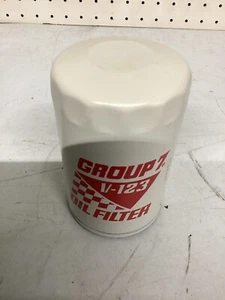 GROUP 7
V-123
OIL FILTER